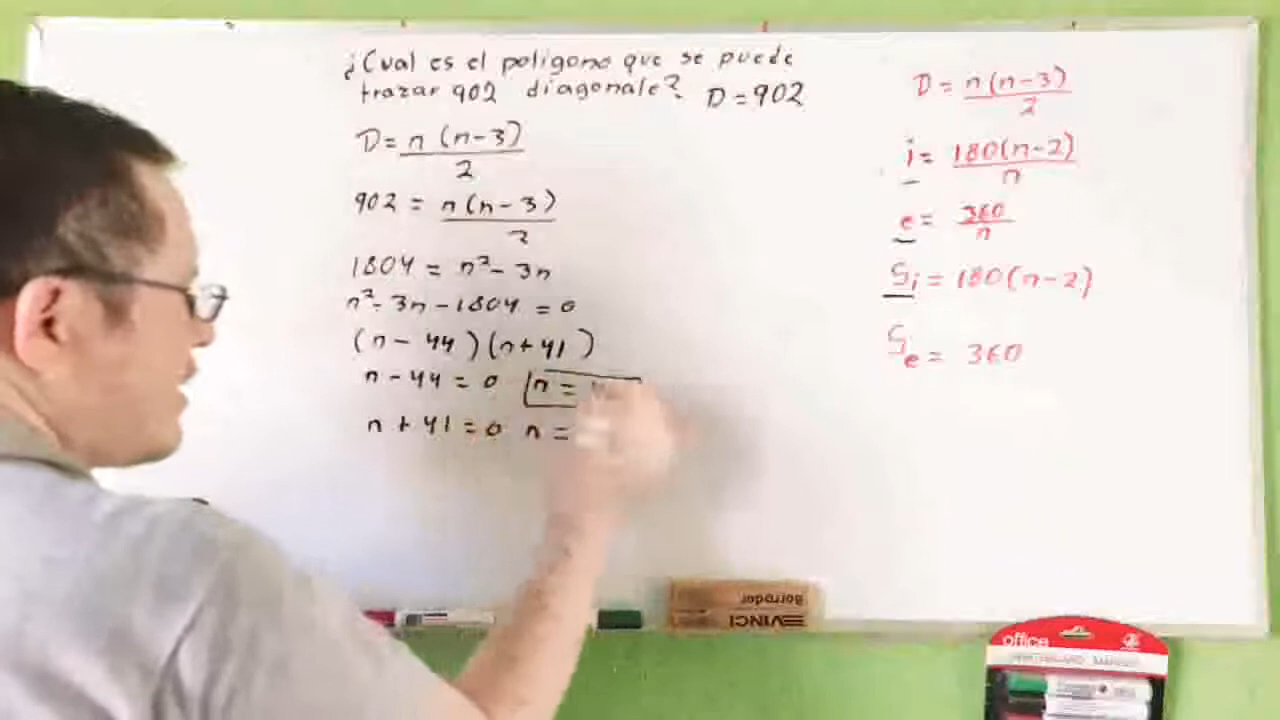 ¿Cual es el poligono que se puede
trazar 902 diagonale? D = 902
D = n (n-3)
2
902 = n(n-3)
2
1804 = n² - 3n
n² - 3n - 1804 = 0
(n - 44)(n+41)
n - 44 = 0 n =
n + 41 = 0 n =
D = n(n-3)
2
i = 180(n-2)
n
e = 360
n
Si = 180(n-2)
Se = 360
Borrador
VINCI
office